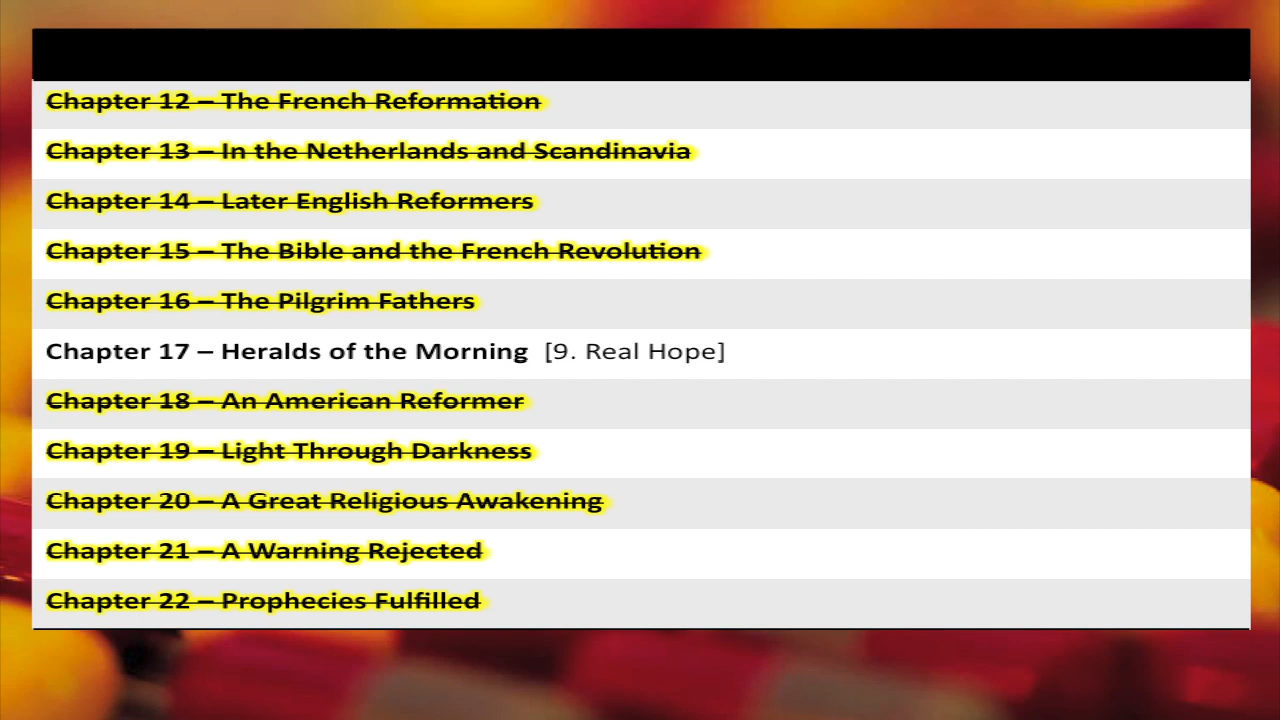 Chapter 12 – The French Reformation
Chapter 13 – In the Netherlands and Scandinavia
Chapter 14 – Later English Reformers
Chapter 15 – The Bible and the French Revolution
Chapter 16 – The Pilgrim Fathers
Chapter 17 – Heralds of the Morning [9. Real Hope]
Chapter 18 – An American Reformer
Chapter 19 – Light Through Darkness
Chapter 20 – A Great Religious Awakening
Chapter 21 – A Warning Rejected
Chapter 22 – Prophecies Fulfilled